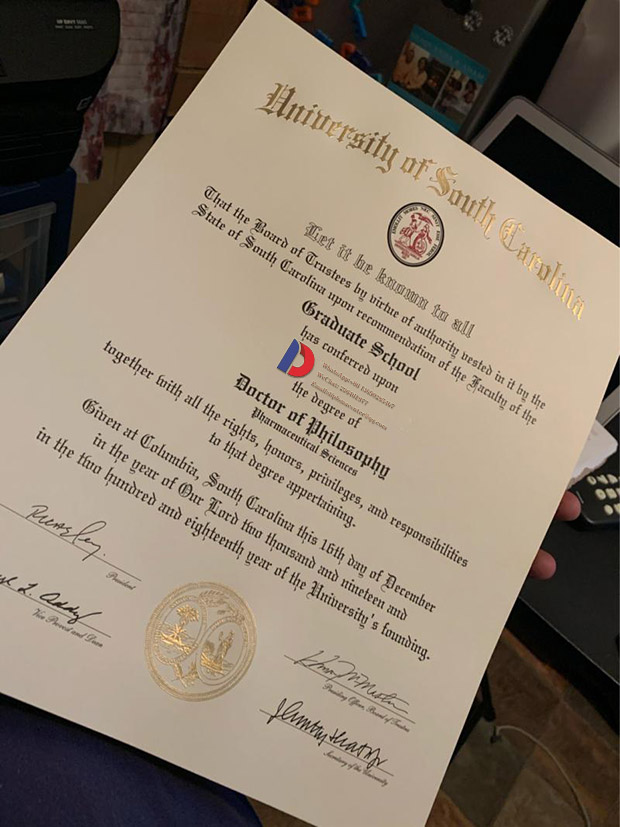 University of South Carolina
Let it be known to all
That the Board of Trustees by virtue of authority vested in it by the
State of South Carolina upon recommendation of the Faculty of the
Graduate School
has conferred upon
the degree of
Doctor of Philosophy
Pharmaceutical Sciences
together with all the rights, honors, privileges, and responsibilities
to that degree appertaining.
Given at Columbia, South Carolina this 16th day of December
in the year of Our Lord two thousand and nineteen and
in the two hundred and eighteenth year of the University's founding.
President
Vice Provost and Dean
Presiding Officer, Board of Trustees
Secretary of the University